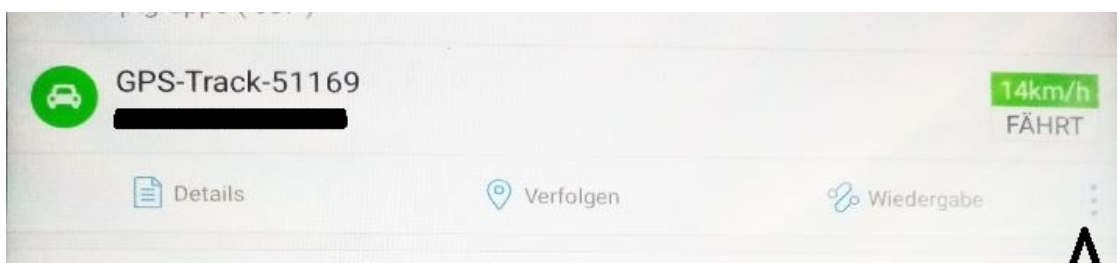 GPS-Track-51169
14km/h
FÄHRT
Details
Verfolgen
Wiedergabe